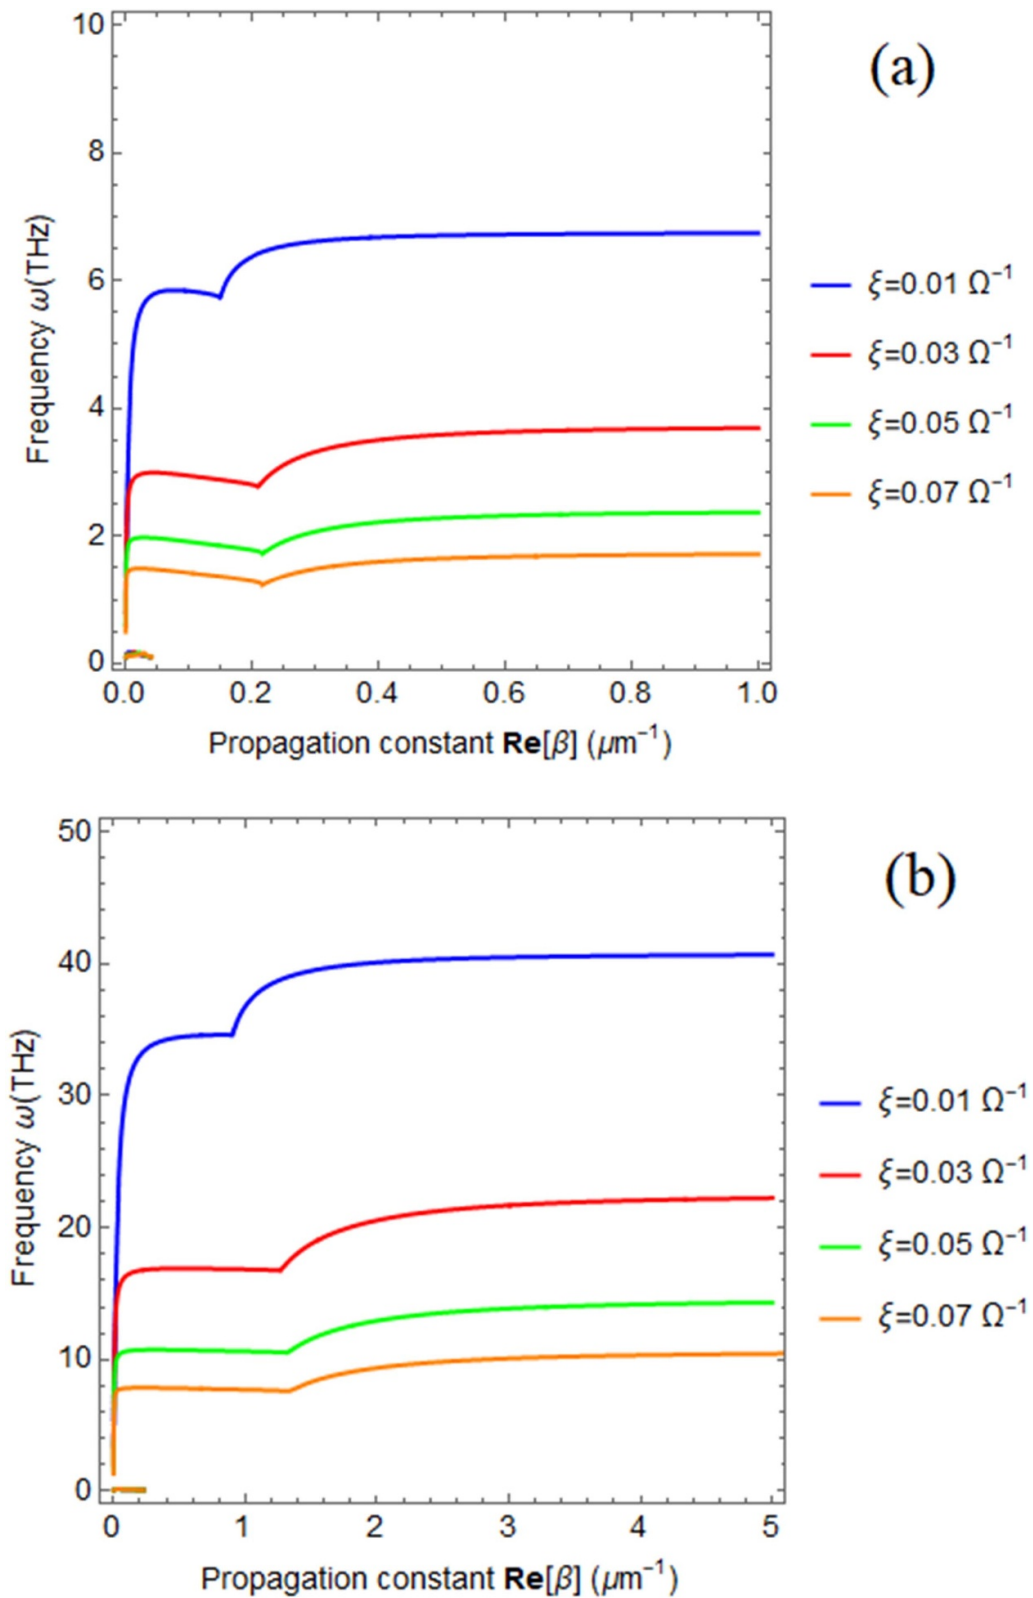 (a)
10
8
6
4
2
0
Frequency ω(THz)
0.0 0.2 0.4 0.6 0.8 1.0
Propagation constant Re[β] (μm⁻¹)
ξ=0.01 Ω⁻¹
ξ=0.03 Ω⁻¹
ξ=0.05 Ω⁻¹
ξ=0.07 Ω⁻¹
(b)
50
40
30
20
10
0
Frequency ω(THz)
0 1 2 3 4 5
Propagation constant Re[β] (μm⁻¹)
ξ=0.01 Ω⁻¹
ξ=0.03 Ω⁻¹
ξ=0.05 Ω⁻¹
ξ=0.07 Ω⁻¹